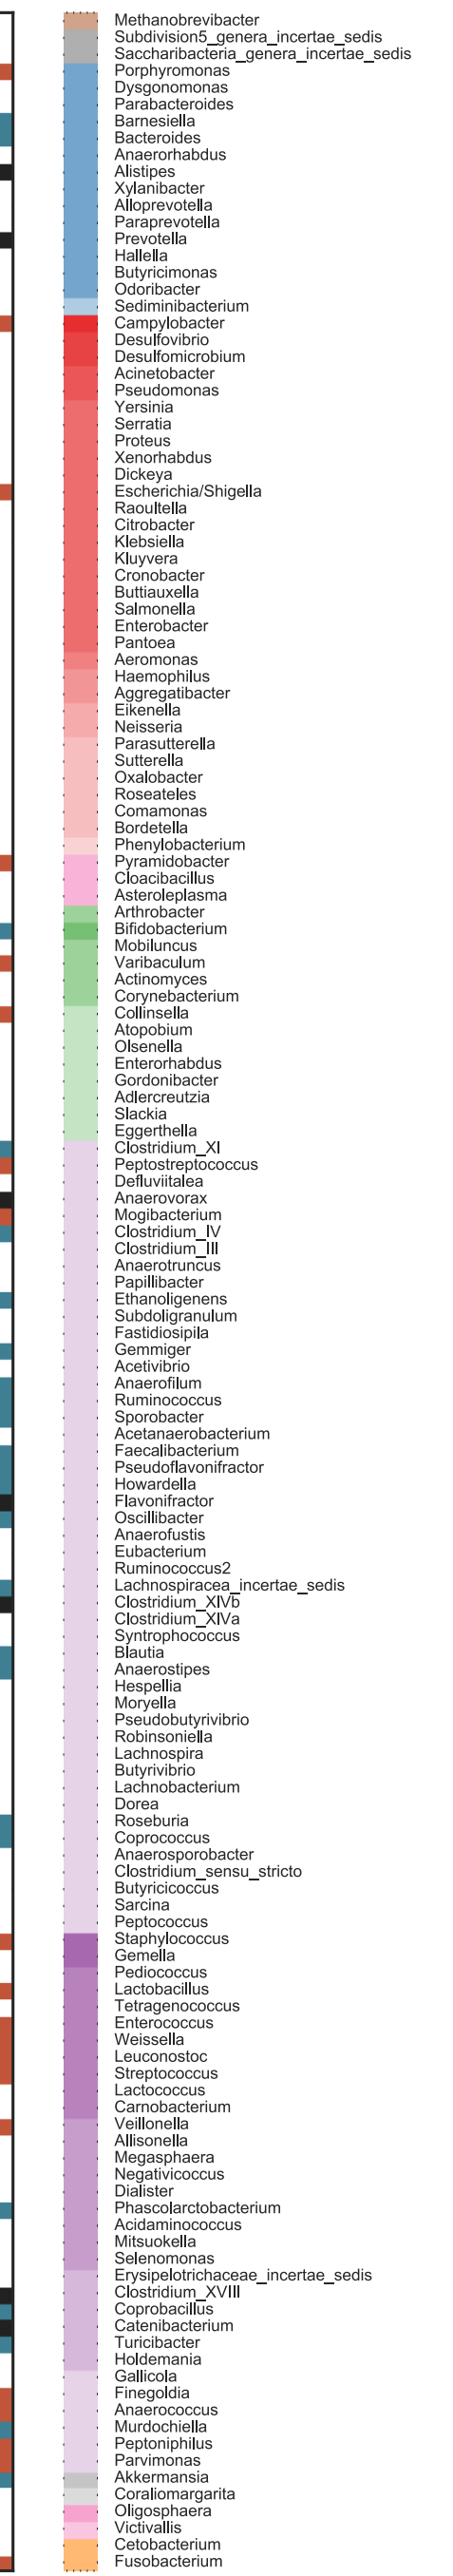 Methanobrevibacter
Subdivision5_genera_incertae_sedis
Saccharibacteria_genera_incertae_sedis
Porphyromonas
Dysgonomonas
Parabacteroides
Barnesiella
Bacteroides
Anaerorhabdus
Alistipes
Xylanibacter
Alloprevotella
Paraprevotella
Prevotella
Hallella
Butyricimonas
Odoribacter
Sediminibacterium
Campylobacter
Desulfovibrio
Desulfomicrobium
Acinetobacter
Pseudomonas
Yersinia
Serratia
Proteus
Xenorhabdus
Dickeya
Escherichia/Shigella
Raoultella
Citrobacter
Klebsiella
Kluyvera
Cronobacter
Buttiauxella
Salmonella
Enterobacter
Pantoea
Aeromonas
Haemophilus
Aggregatibacter
Eikenella
Neisseria
Parasutterella
Sutterella
Oxalobacter
Roseateles
Comamonas
Bordetella
Phenylobacterium
Pyramidobacter
Cloacibacillus
Asteroleplasma
Arthrobacter
Bifidobacterium
Mobiluncus
Varibaculum
Actinomyces
Corynebacterium
Collinsella
Atopobium
Olsenella
Enterorhabdus
Gordonibacter
Adlercreutzia
Slackia
Eggerthella
Clostridium_XI
Peptostreptococcus
Defluviitalea
Anaerovorax
Mogibacterium
Clostridium_IV
Clostridium_III
Anaerotruncus
Papillibacter
Ethanoligenens
Subdoligranulum
Fastidiosipila
Gemmiger
Acetivibrio
Anaerofilum
Ruminococcus
Sporobacter
Acetanaerobacterium
Faecalibacterium
Pseudoflavonifractor
Howardella
Flavonifractor
Oscillibacter
Anaerofustis
Eubacterium
Ruminococcus2
Lachnospiracea_incertae_sedis
Clostridium_XIVb
Clostridium_XIVa
Syntrophococcus
Blautia
Anaerostipes
Hespellia
Moryella
Pseudobutyrivibrio
Robinsoniella
Lachnospira
Butyrivibrio
Lachnobacterium
Dorea
Roseburia
Coprococcus
Anaerosporobacter
Clostridium_sensu_stricto
Butyricicoccus
Sarcina
Peptococcus
Staphylococcus
Gemella
Pediococcus
Lactobacillus
Tetragenococcus
Enterococcus
Weissella
Leuconostoc
Streptococcus
Lactococcus
Carnobacterium
Veillonella
Allisonella
Megasphaera
Negativicoccus
Dialister
Phascolarctobacterium
Acidaminococcus
Mitsuokella
Selenomonas
Erysipelotrichaceae_incertae_sedis
Clostridium_XVIII
Coprobacillus
Catenibacterium
Turicibacter
Holdemania
Gallicola
Finegoldia
Anaerococcus
Murdochiella
Peptoniphilus
Parvimonas
Akkermansia
Coraliomargarita
Oligosphaera
Victivallis
Cetobacterium
Fusobacterium